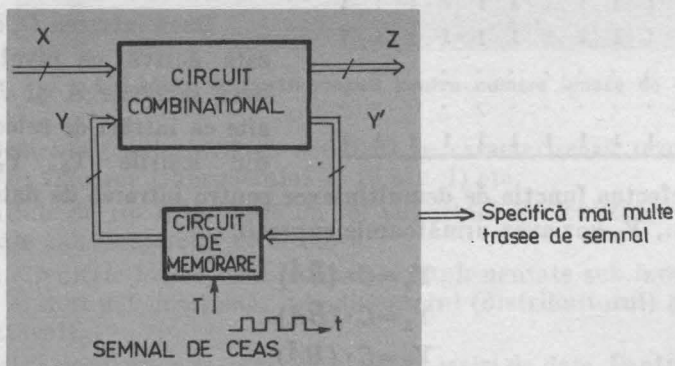 X
Z
CIRCUIT
COMBINATIONAL
Y
Y'
CIRCUIT
DE
MEMORARE
T
t
SEMNAL DE CEAS
Specifică mai multe
trasee de semnal